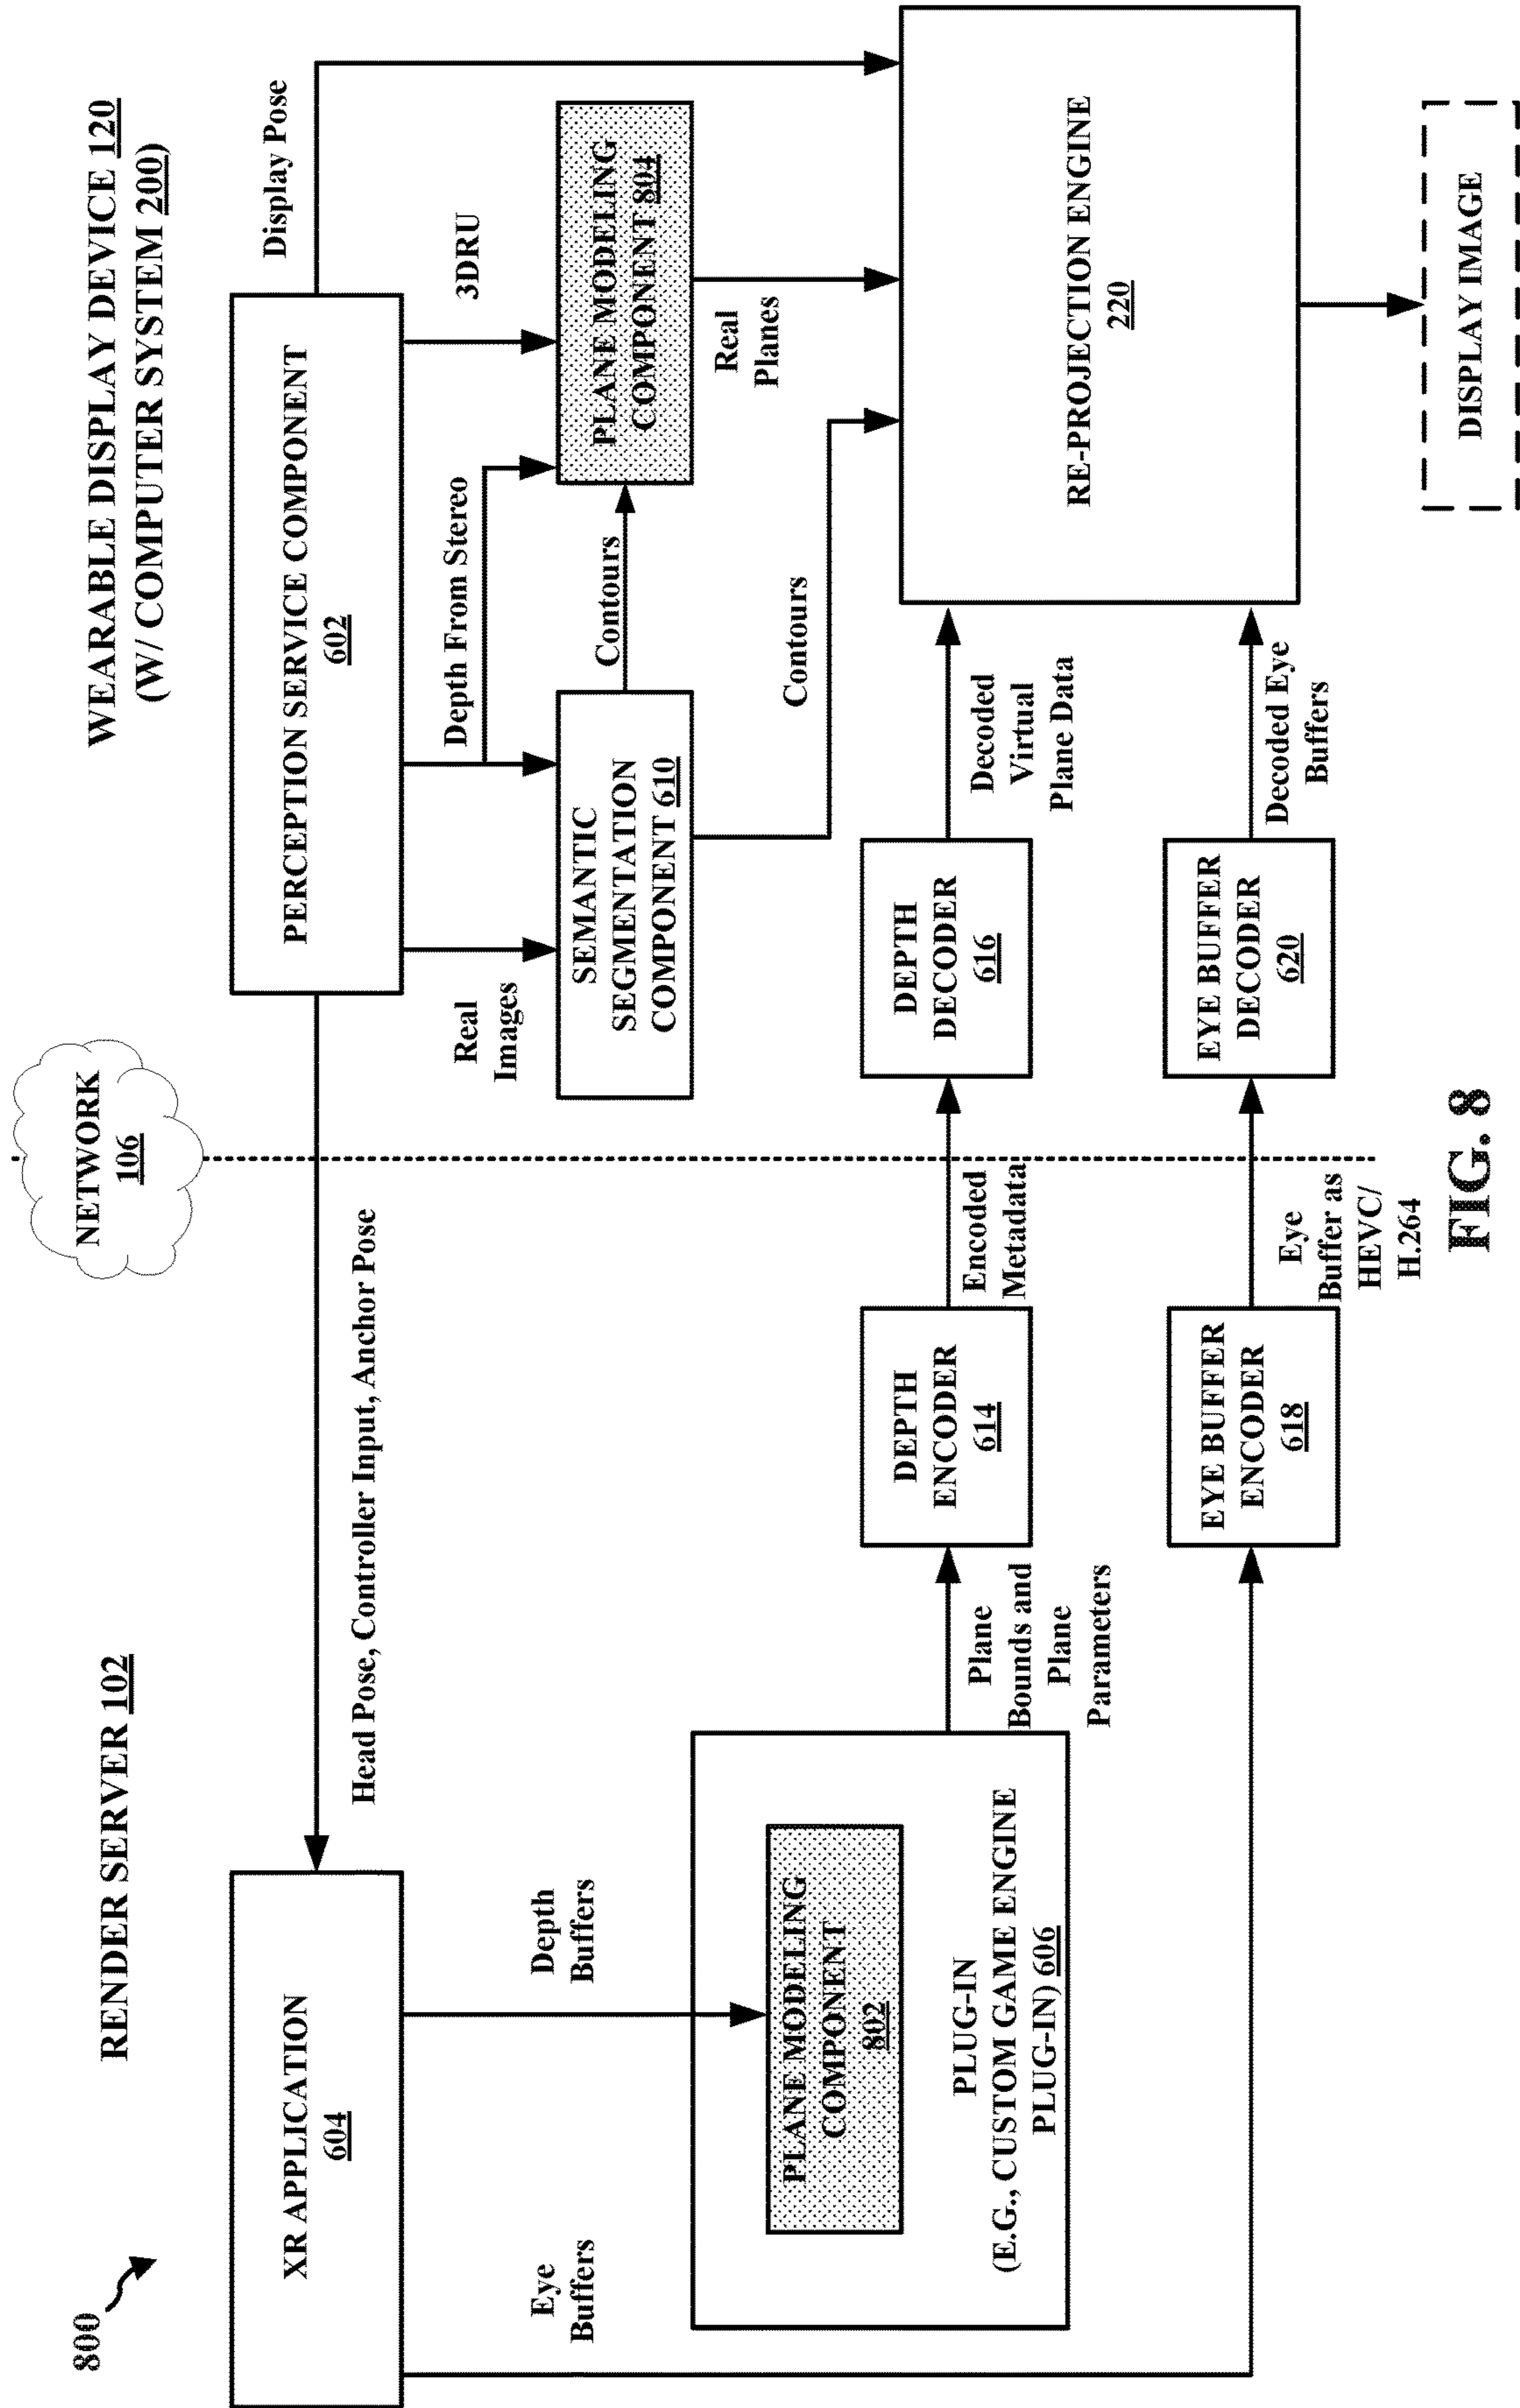 800
RENDER SERVER 102
NETWORK
106
WEARABLE DISPLAY DEVICE 120
(W/ COMPUTER SYSTEM 200)
XR APPLICATION
604
Head Pose, Controller Input, Anchor Pose
PERCEPTION SERVICE COMPONENT
602
Display Pose
Eye
Buffers
Depth
Buffers
Real
Images
Depth From Stereo
3DRU
PLANE MODELING
COMPONENT
802
PLUG-IN
(E.G., CUSTOM GAME ENGINE
PLUG-IN) 606
SEMANTIC
SEGMENTATION
COMPONENT 610
Contours
PLANE MODELING
COMPONENT 804
Contours
Real
Planes
Plane
Bounds and
Plane
Parameters
DEPTH
ENCODER
614
Encoded
Metadata
DEPTH
DECODER
616
Decoded
Virtual
Plane Data
RE-PROJECTION ENGINE
220
EYE BUFFER
ENCODER
618
Eye
Buffer as
HEVC/
H.264
EYE BUFFER
DECODER
620
Decoded Eye
Buffers
DISPLAY IMAGE
FIG. 8